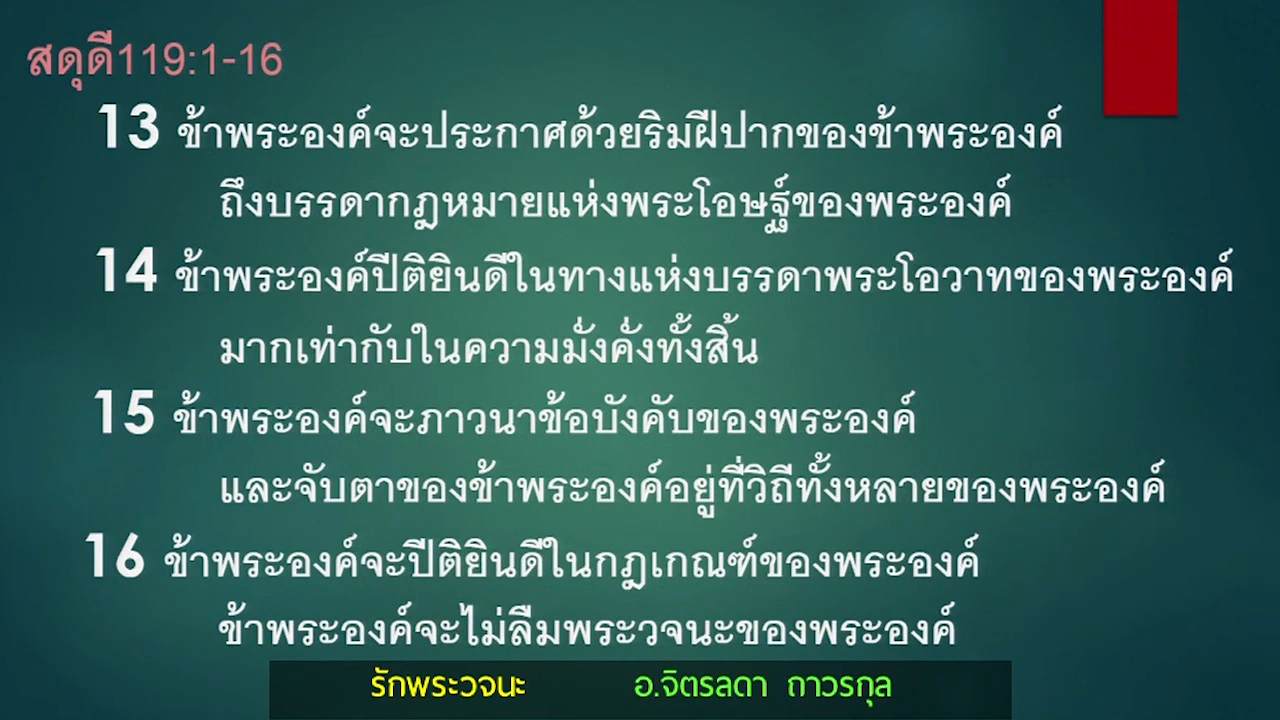 สดุดี119:1-16
13 ข้าพระองค์จะประกาศด้วยริมฝีปากของข้าพระองค์
ถึงบรรดากฎหมายแห่งพระโอษฐ์ของพระองค์
14 ข้าพระองค์ปีติยินดีในทางแห่งบรรดาพระโอวาทของพระองค์
มากเท่ากับในความมั่งคั่งทั้งสิ้น
15 ข้าพระองค์จะภาวนาข้อบังคับของพระองค์
และจับตาของข้าพระองค์อยู่ที่วิถีทั้งหลายของพระองค์
16 ข้าพระองค์จะปีติยินดีในกฎเกณฑ์ของพระองค์
ข้าพระองค์จะไม่ลืมพระวจนะของพระองค์
รักพระวจนะ อ.จิตรลดา ถาวรกุล